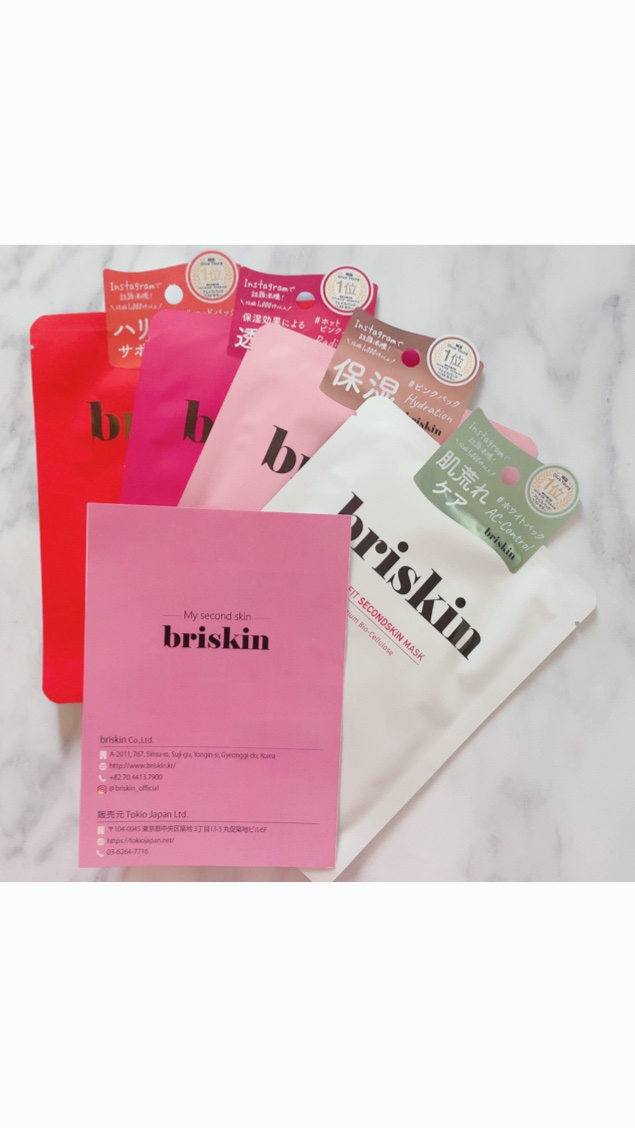 Instagramで
話題沸騰！
1位
ハリ
サポ
Instagramで
話題沸騰！
1位
保湿効果による
透
#ホット
ピンク
Instagramで
話題沸騰！
1位
保湿
#ピンクパック
Hydration
briskin
Instagramで
話題沸騰！
1位
肌荒れ
ケア
#ホワイトパック
AC-Control
briskin
b
b
br
briskin
FIT SECONDSKIN MASK
Bio-Cellulose
My second skin
briskin
briskin Co.,Ltd.
A-2011, 767, Sinsu-ro, Suji-gu, Yongin-si, Gyeonggi-do, Korea
http://www.briskin.kr/
+82.70.4413.7900
@briskin_official
販売元 Tokio Japan Ltd.
〒104-0045 東京都中央区築地3丁目13-5
https://tokiojapan.net/
03-6264-7716